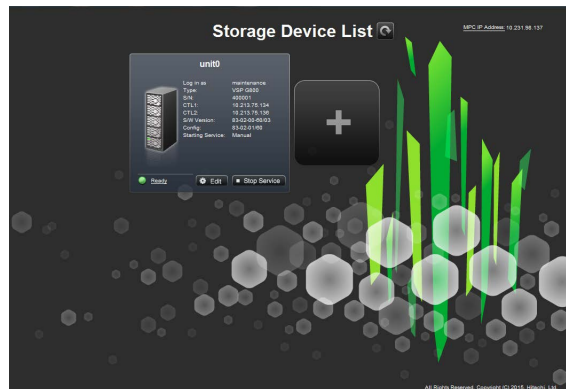 Storage Device List
MPC IP Address: 10.231.56.137
unit0
Log in as maintenance
Type: VSP G800
S/N: 400001
CTL1: 10.213.75.134
CTL2: 10.213.75.136
S/W Version: 83-02-00-60/03
Config: 83-02-01/60
Starting Service: Manual
Ready
Edit
Stop Service
All Rights Reserved. Copyright (C) 2015, Hitachi, Ltd.